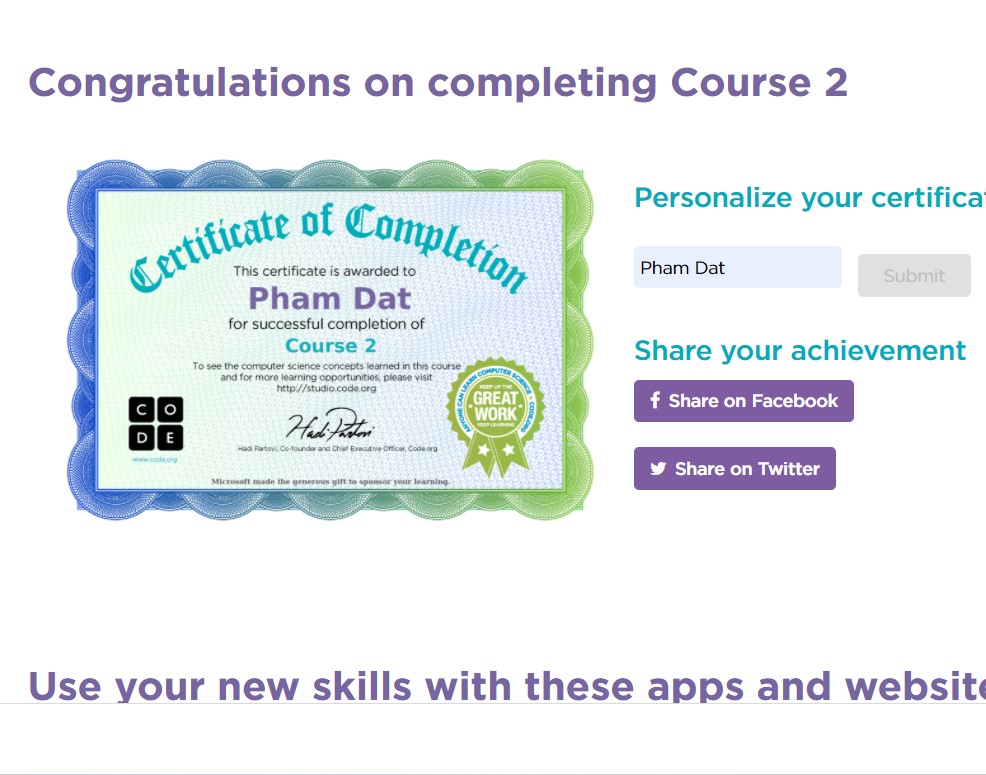 Congratulations on completing Course 2
Certificate of Completion
This certificate is awarded to
Pham Dat
for successful completion of
Course 2
To see the computer science concepts learned in this course
and for more learning opportunities, please visit
http://studio.code.org
C O
D E
www.code.org
Hadi Partovi
Hadi Partovi, Co-founder and Chief Executive Officer, Code.org
ANYONE CAN LEARN COMPUTER SCIENCE • CODE.ORG
KEEP UP THE
GREAT
WORK
KEEP LEARNING
Microsoft made the generous gift to sponsor your learning.
Personalize your certificat
Pham Dat
Submit
Share your achievement
f Share on Facebook
Share on Twitter
Use your new skills with these apps and website